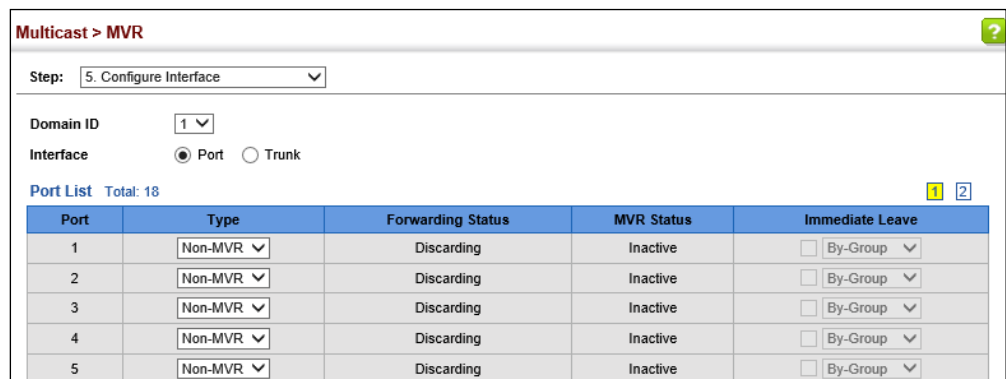 Multicast > MVR
?
Step: 5. Configure Interface
Domain ID 1
Interface Port Trunk
Port List Total: 18 1 2
Port Type Forwarding Status MVR Status Immediate Leave
1 Non-MVR Discarding Inactive By-Group
2 Non-MVR Discarding Inactive By-Group
3 Non-MVR Discarding Inactive By-Group
4 Non-MVR Discarding Inactive By-Group
5 Non-MVR Discarding Inactive By-Group